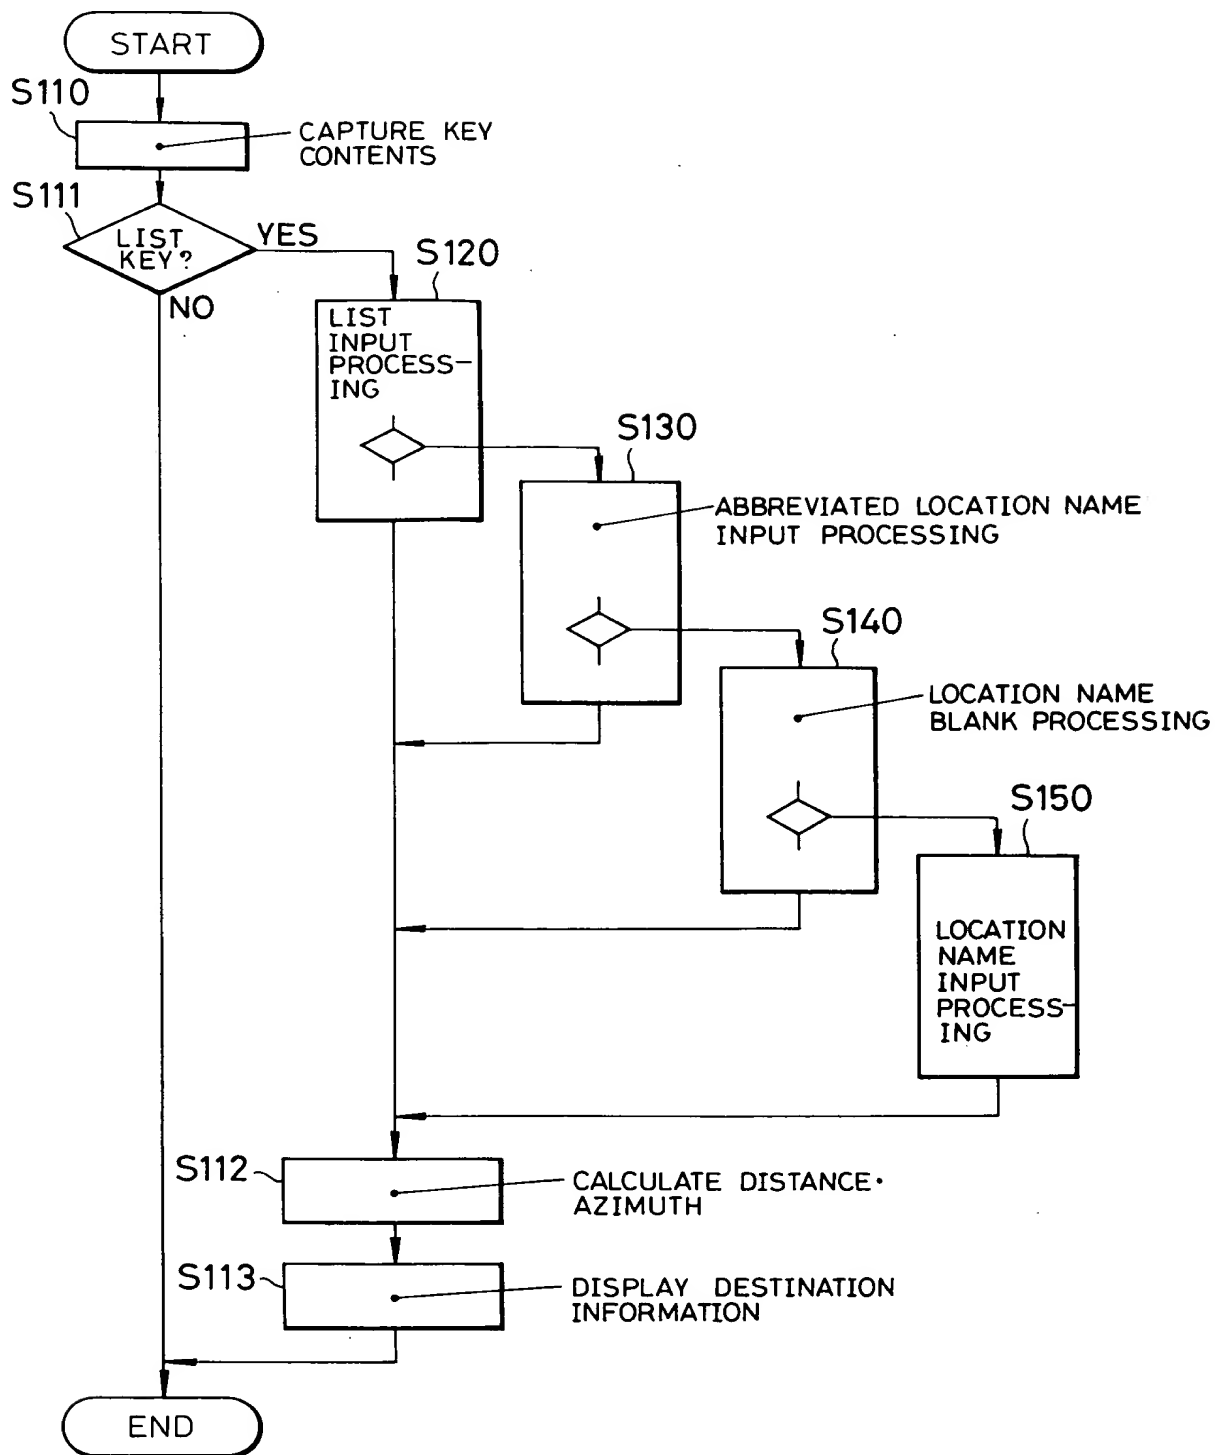 START
S110
CAPTURE KEY
CONTENTS
S111
LIST
KEY?
YES
NO
S120
LIST
INPUT
PROCESS-
ING
S130
ABBREVIATED LOCATION NAME
INPUT PROCESSING
S140
LOCATION NAME
BLANK PROCESSING
S150
LOCATION
NAME
INPUT
PROCESS-
ING
S112
CALCULATE DISTANCE·
AZIMUTH
S113
DISPLAY DESTINATION
INFORMATION
END